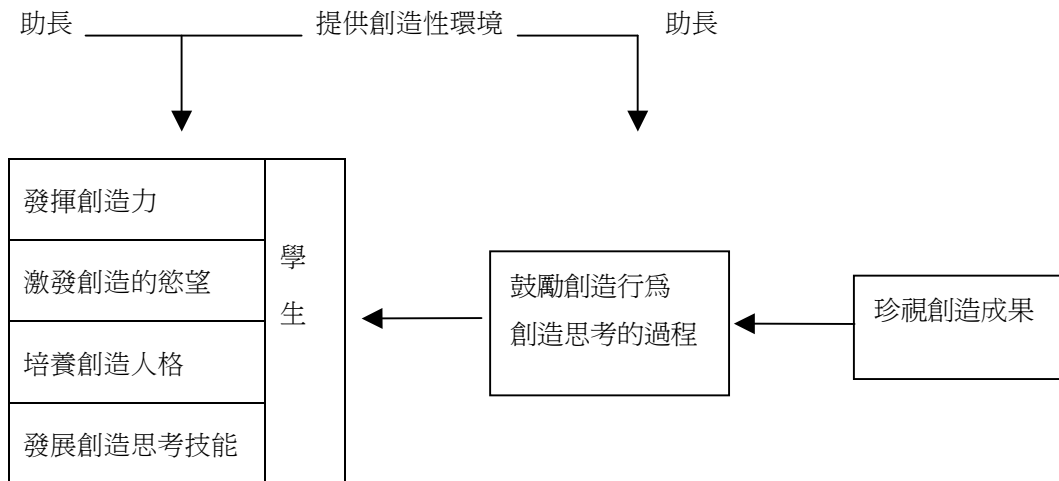 助長 提供創造性環境 助長
發揮創造力
激發創造的慾望
培養創造人格
發展創造思考技能
學
生
鼓勵創造行爲
創造思考的過程
珍視創造成果